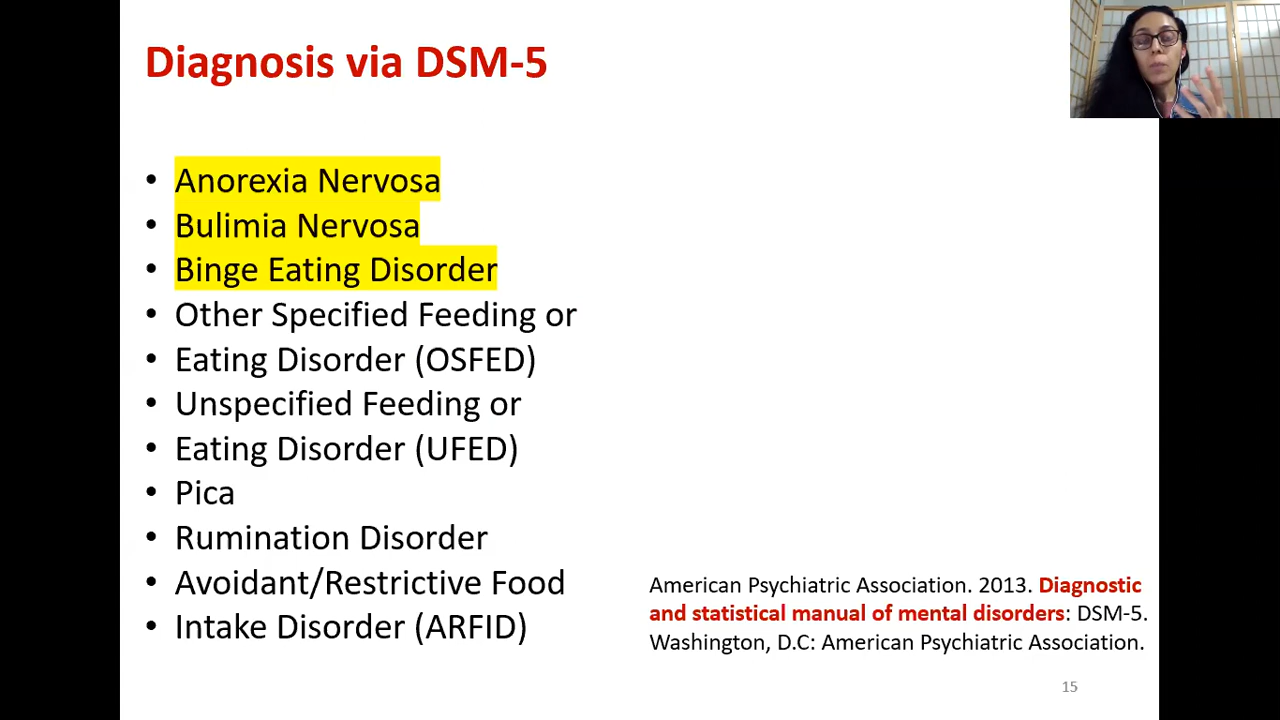 Diagnosis via DSM-5
• Anorexia Nervosa
• Bulimia Nervosa
• Binge Eating Disorder
• Other Specified Feeding or
• Eating Disorder (OSFED)
• Unspecified Feeding or
• Eating Disorder (UFED)
• Pica
• Rumination Disorder
• Avoidant/Restrictive Food
• Intake Disorder (ARFID)
American Psychiatric Association. 2013. Diagnostic
and statistical manual of mental disorders: DSM-5.
Washington, D.C: American Psychiatric Association.
15